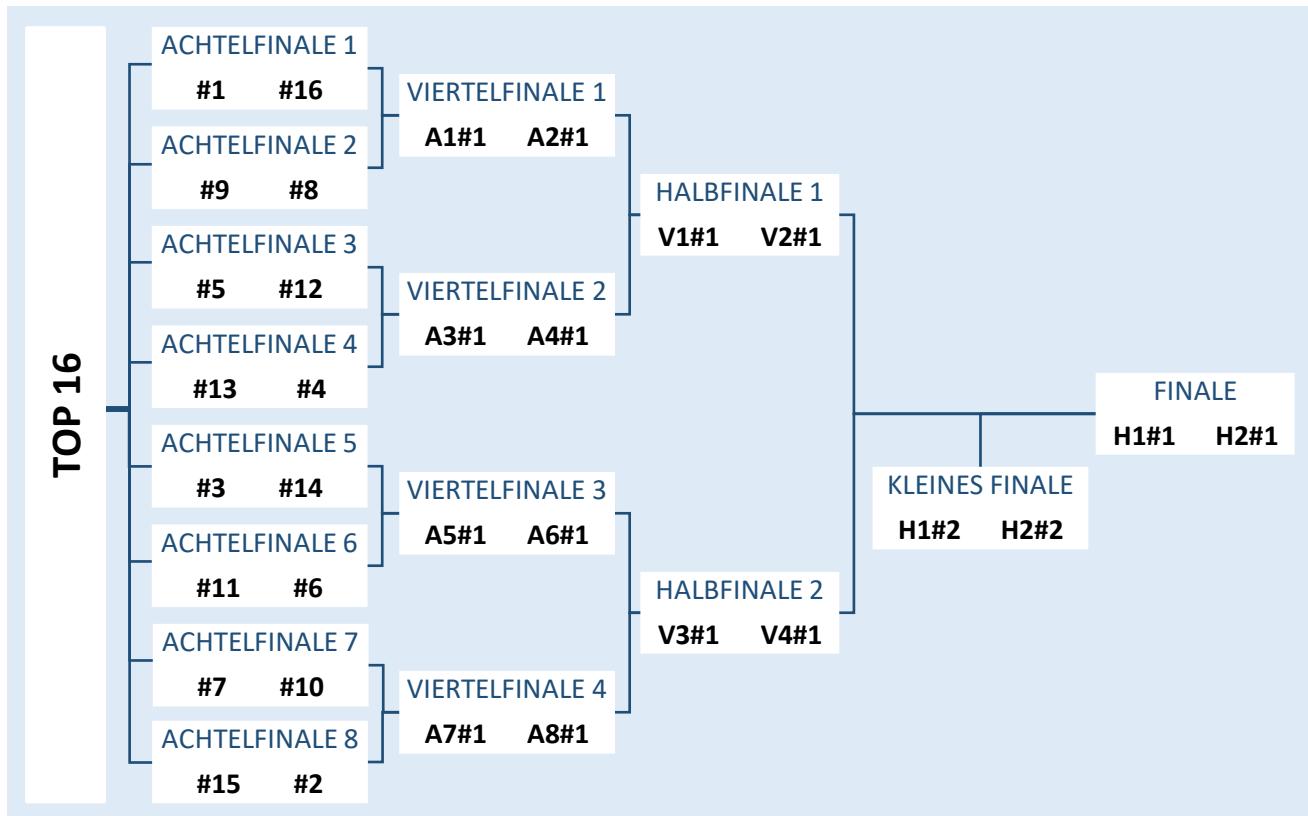 TOP 16
ACHTELFINALE 1
#1 #16
ACHTELFINALE 2
#9 #8
ACHTELFINALE 3
#5 #12
ACHTELFINALE 4
#13 #4
ACHTELFINALE 5
#3 #14
ACHTELFINALE 6
#11 #6
ACHTELFINALE 7
#7 #10
ACHTELFINALE 8
#15 #2
VIERTELFINALE 1
A1#1 A2#1
VIERTELFINALE 2
A3#1 A4#1
VIERTELFINALE 3
A5#1 A6#1
VIERTELFINALE 4
A7#1 A8#1
HALBFINALE 1
V1#1 V2#1
HALBFINALE 2
V3#1 V4#1
KLEINES FINALE
H1#2 H2#2
FINALE
H1#1 H2#1